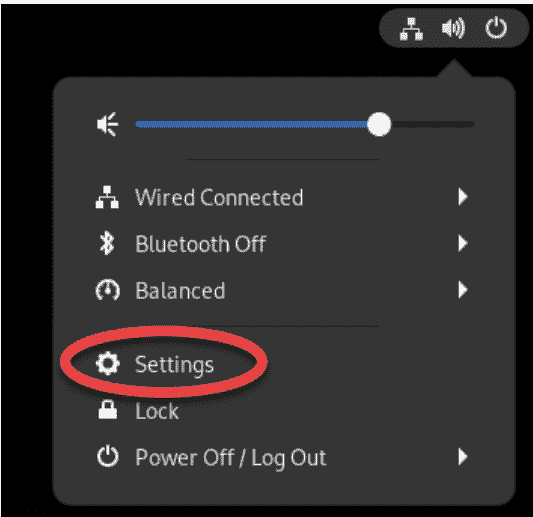 Wired Connected
Bluetooth Off
Balanced
Settings
Lock
Power Off / Log Out